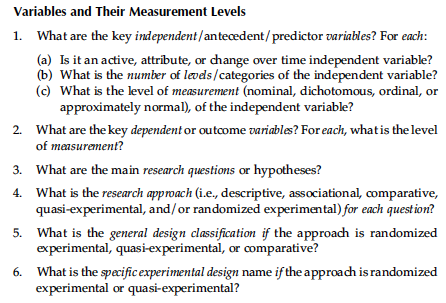 Variables and Their Measurement Levels
1. What are the key independent/antecedent/predictor variables? For each:
(a) Is it an active, attribute, or change over time independent variable?
(b) What is the number of levels/categories of the independent variable?
(c) What is the level of measurement (nominal, dichotomous, ordinal, or
approximately normal), of the independent variable?
2. What are the key dependent or outcome variables? For each, what is the level
of measurement?
3. What are the main research questions or hypotheses?
4. What is the research approach (i.e., descriptive, associational, comparative,
quasi-experimental, and/or randomized experimental) for each question?
5. What is the general design classification if the approach is randomized
experimental, quasi-experimental, or comparative?
6. What is the specific experimental design name if the approach is randomized
experimental or quasi-experimental?